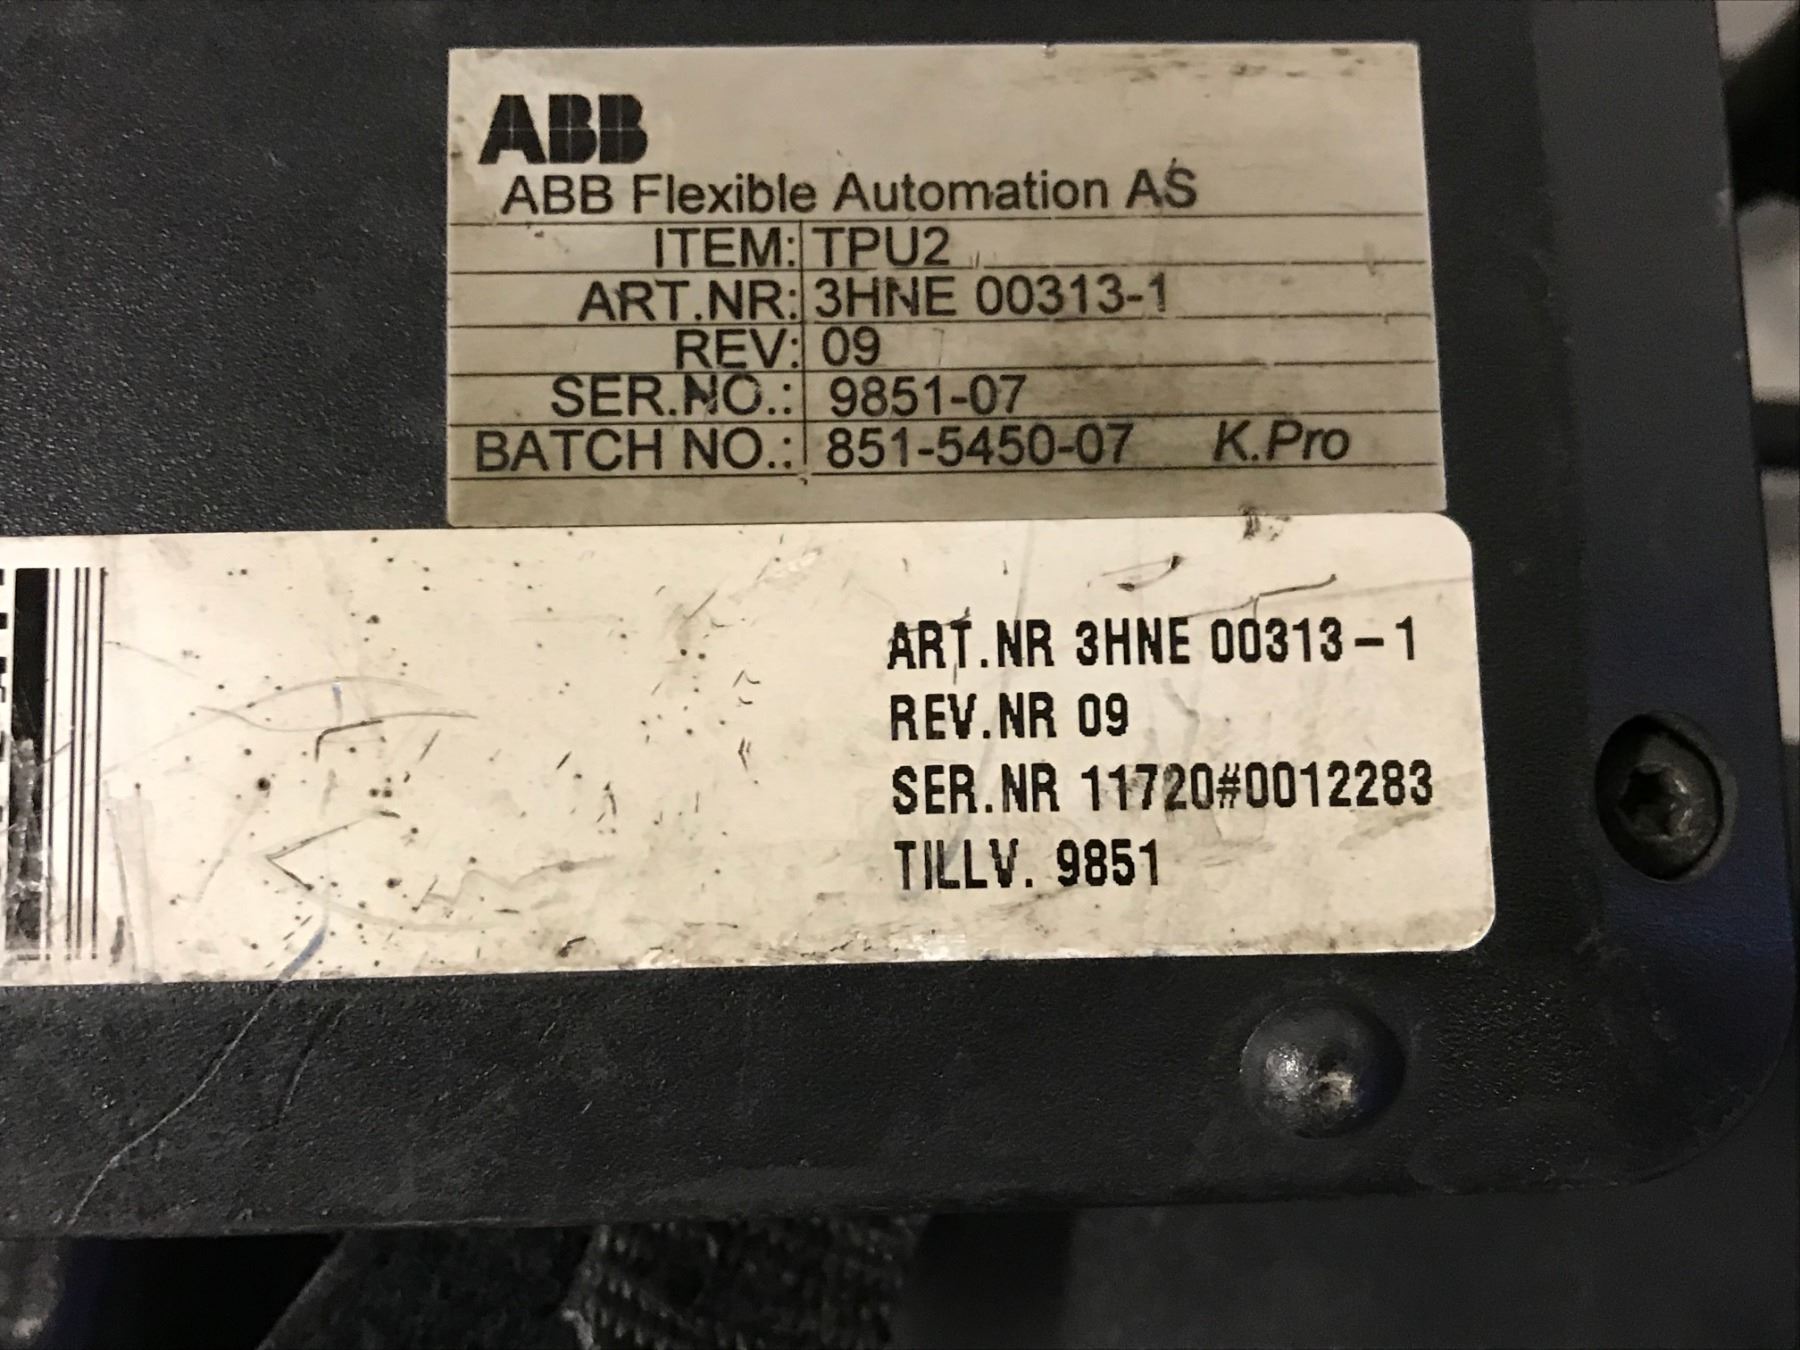 ABB
ABB Flexible Automation AS
ITEM: TPU2
ART.NR: 3HNE 00313-1
REV: 09
SER.NO.: 9851-07
BATCH NO.: 851-5450-07 K.Pro
ART.NR 3HNE 00313-1
REV.NR 09
SER.NR 11720#0012283
TILLV. 9851